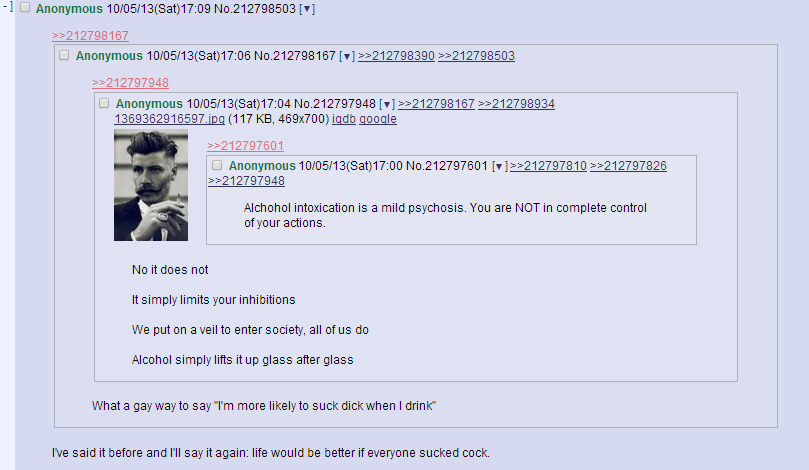 -] Anonymous 10/05/13(Sat)17:09 No.212798503 [▼]
>>212798167
Anonymous 10/05/13(Sat)17:06 No.212798167 [▼] >>212798390 >>212798503
>>212797948
Anonymous 10/05/13(Sat)17:04 No.212797948 [▼] >>212798167 >>212798934
1369362916597.jpg (117 KB, 469x700) iqdb google
>>212797601
Anonymous 10/05/13(Sat)17:00 No.212797601 [▼] >>212797810 >>212797826
>>212797948
Alchohol intoxication is a mild psychosis. You are NOT in complete control
of your actions.
No it does not
It simply limits your inhibitions
We put on a veil to enter society, all of us do
Alcohol simply lifts it up glass after glass
What a gay way to say "I'm more likely to suck dick when I drink"
I've said it before and I'll say it again: life would be better if everyone sucked cock.